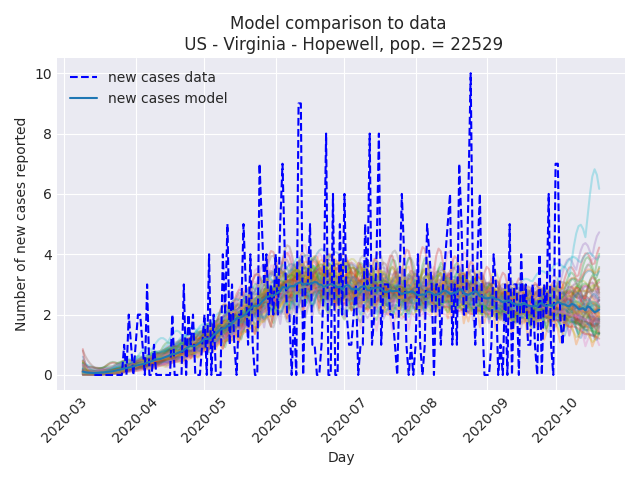 Model comparison to data
US - Virginia - Hopewell, pop. = 22529
new cases data
new cases model
Number of new cases reported
10
8
6
4
2
0
2020-03
2020-04
2020-05
2020-06
2020-07
2020-08
2020-09
2020-10
Day